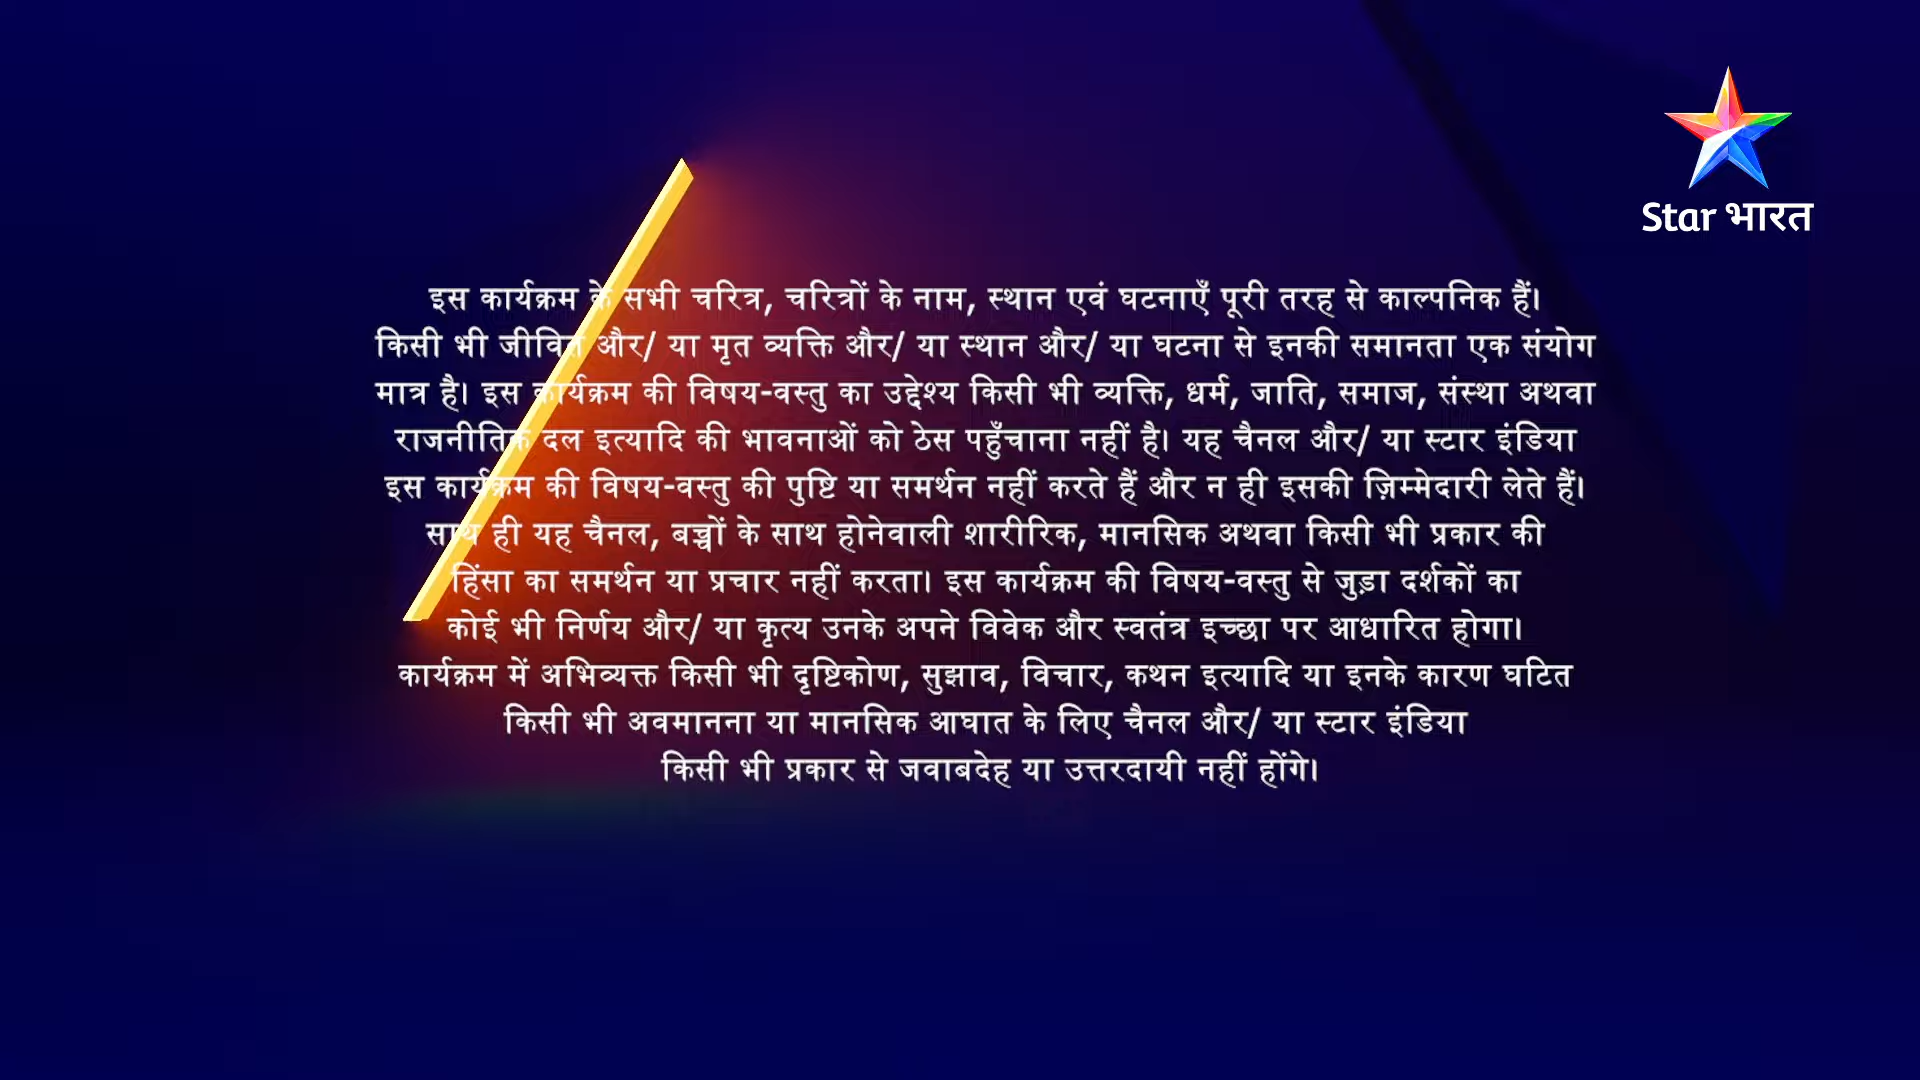 Star भारत
इस कार्यक्रम के सभी चरित्र, चरित्रों के नाम, स्थान एवं घटनाएँ पूरी तरह से काल्पनिक हैं।
किसी भी जीवित और/ या मृत व्यक्ति और/ या स्थान और/ या घटना से इनकी समानता एक संयोग
मात्र है। इस कार्यक्रम की विषय-वस्तु का उद्देश्य किसी भी व्यक्ति, धर्म, जाति, समाज, संस्था अथवा
राजनीतिक दल इत्यादि की भावनाओं को ठेस पहुँचाना नहीं है। यह चैनल और/ या स्टार इंडिया
इस कार्यक्रम की विषय-वस्तु की पुष्टि या समर्थन नहीं करते हैं और न ही इसकी ज़िम्मेदारी लेते हैं।
साथ ही यह चैनल, बच्चों के साथ होनेवाली शारीरिक, मानसिक अथवा किसी भी प्रकार की
हिंसा का समर्थन या प्रचार नहीं करता। इस कार्यक्रम की विषय-वस्तु से जुड़ा दर्शकों का
कोई भी निर्णय और/ या कृत्य उनके अपने विवेक और स्वतंत्र इच्छा पर आधारित होगा।
कार्यक्रम में अभिव्यक्त किसी भी दृष्टिकोण, सुझाव, विचार, कथन इत्यादि या इनके कारण घटित
किसी भी अवमानना या मानसिक आघात के लिए चैनल और/ या स्टार इंडिया
किसी भी प्रकार से जवाबदेह या उत्तरदायी नहीं होंगे।